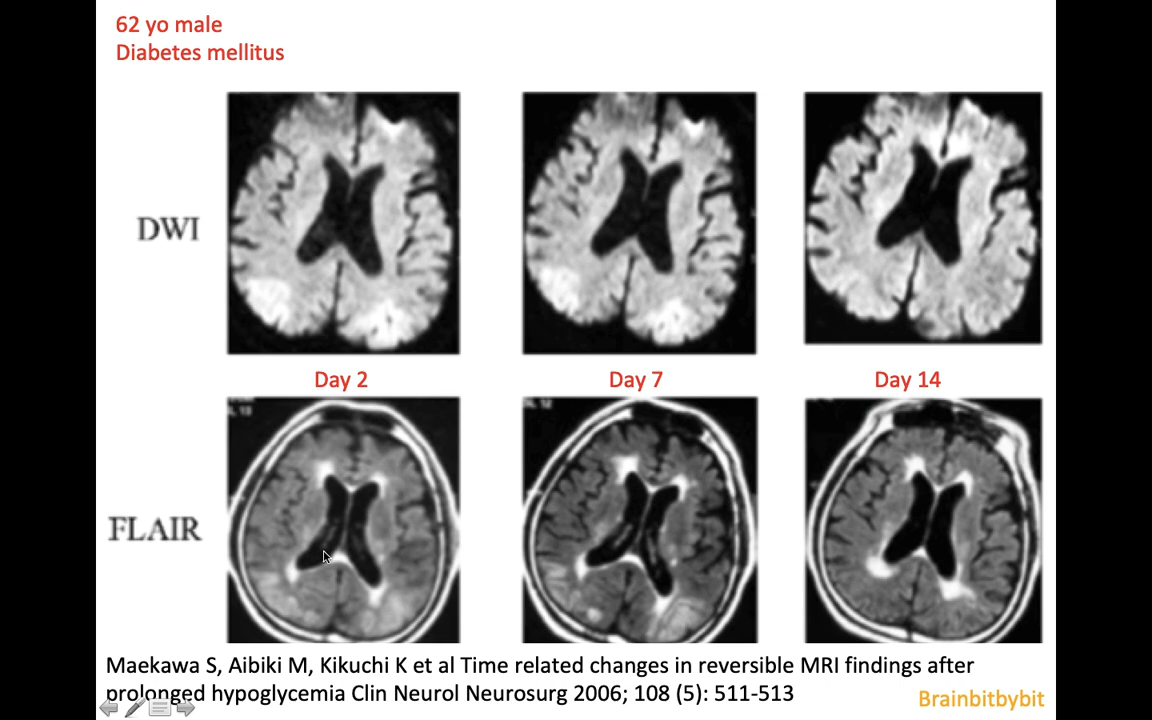 62 yo male
Diabetes mellitus
DWI
Day 2
Day 7
Day 14
FLAIR
Maekawa S, Aibiki M, Kikuchi K et al Time related changes in reversible MRI findings after
prolonged hypoglycemia Clin Neurol Neurosurg 2006; 108 (5): 511-513
Brainbitbybit